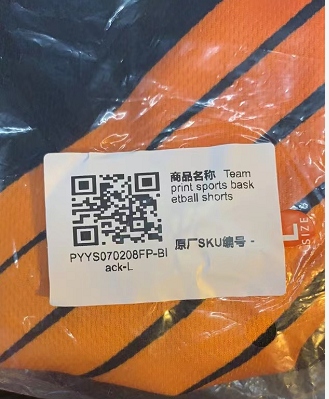 商品名称 Team
print sports bask
etball shorts
原厂SKU编号 -
PYYS070208FP-Bl
ack-L
L
SIZE